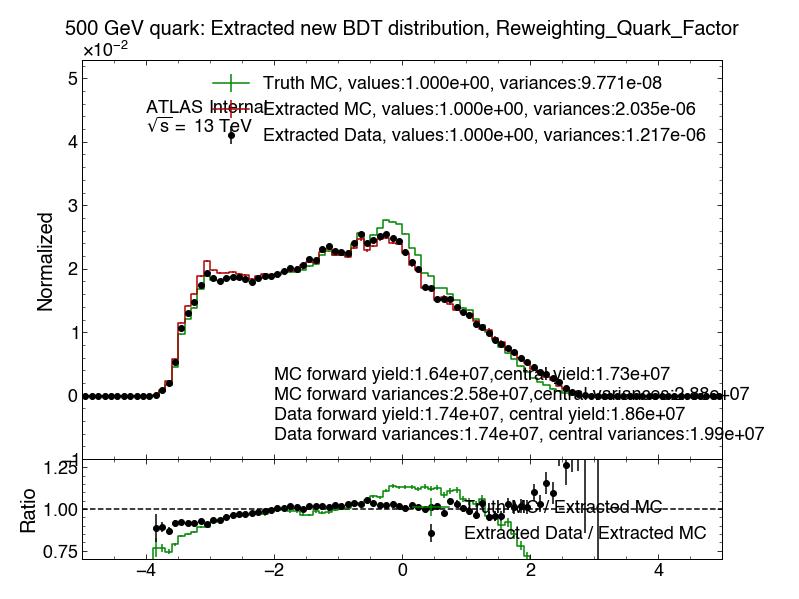 500 GeV quark: Extracted new BDT distribution, Reweighting_Quark_Factor
×10−2
Truth MC, values:1.000e+00, variances:9.771e-08
ATLAS Internal
Extracted MC, values:1.000e+00, variances:2.035e-06
√s = 13 TeV
Extracted Data, values:1.000e+00, variances:1.217e-06
5
4
3
2
1
0
−1
Normalized
MC forward yield:1.64e+07,central yield:1.73e+07
MC forward variances:2.58e+07,central variances:2.88e+07
Data forward yield:1.74e+07, central yield:1.86e+07
Data forward variances:1.74e+07, central variances:1.99e+07
1.25
1.00
0.75
Ratio
Truth MC / Extracted MC
Extracted Data / Extracted MC
−4 −2 0 2 4